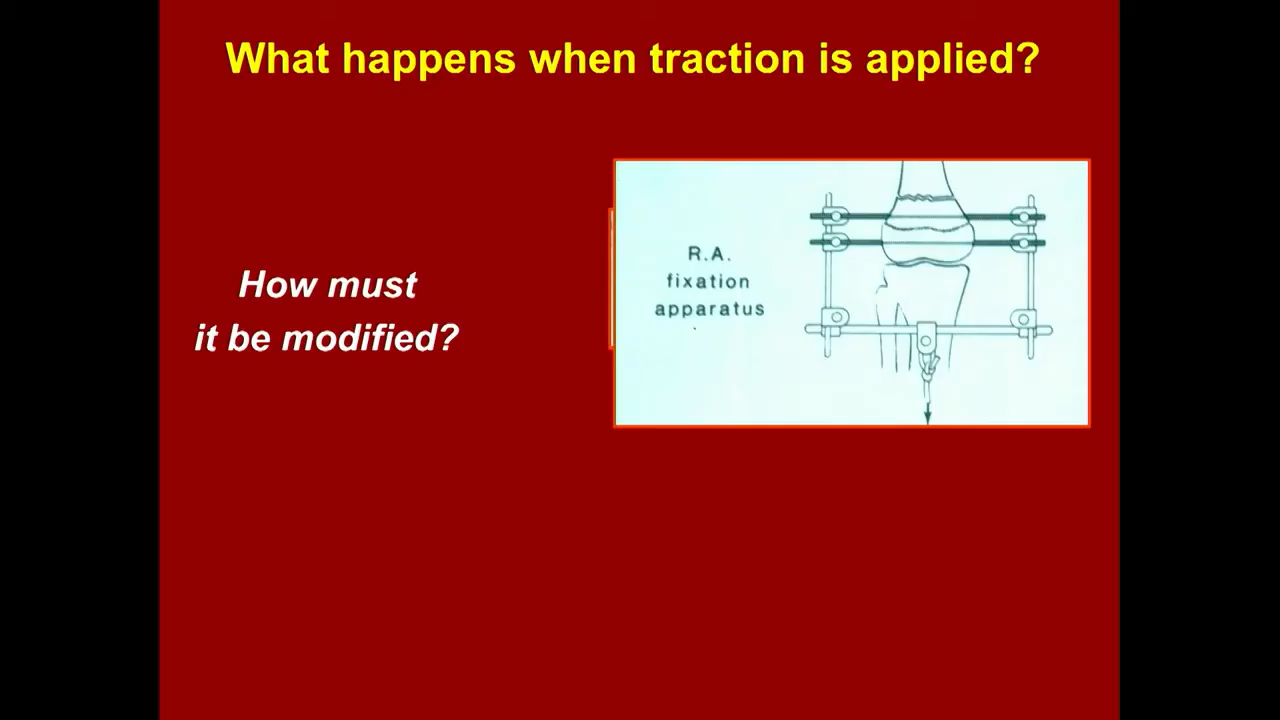 What happens when traction is applied?
How must
it be modified?
R.A.
fixation
apparatus